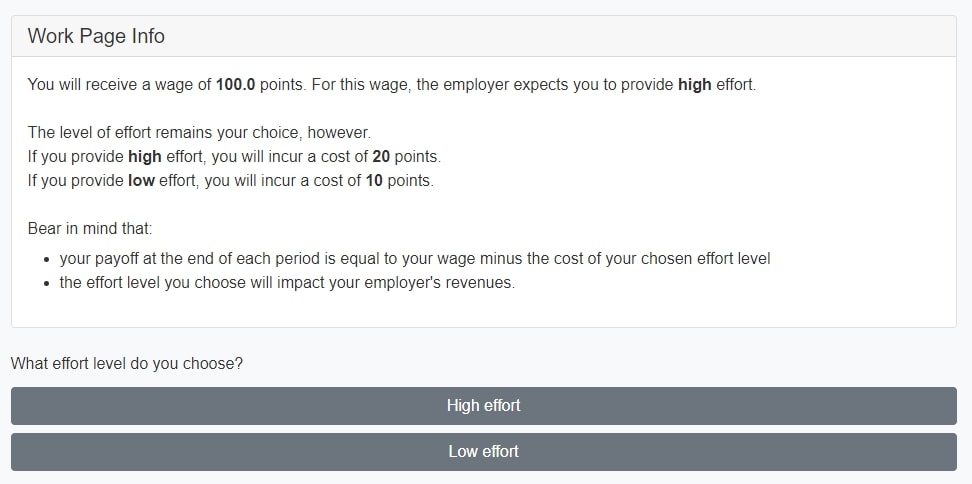 Work Page Info
You will receive a wage of 100.0 points. For this wage, the employer expects you to provide high effort.
The level of effort remains your choice, however.
If you provide high effort, you will incur a cost of 20 points.
If you provide low effort, you will incur a cost of 10 points.
Bear in mind that:
• your payoff at the end of each period is equal to your wage minus the cost of your chosen effort level
• the effort level you choose will impact your employer's revenues.
What effort level do you choose?
High effort
Low effort